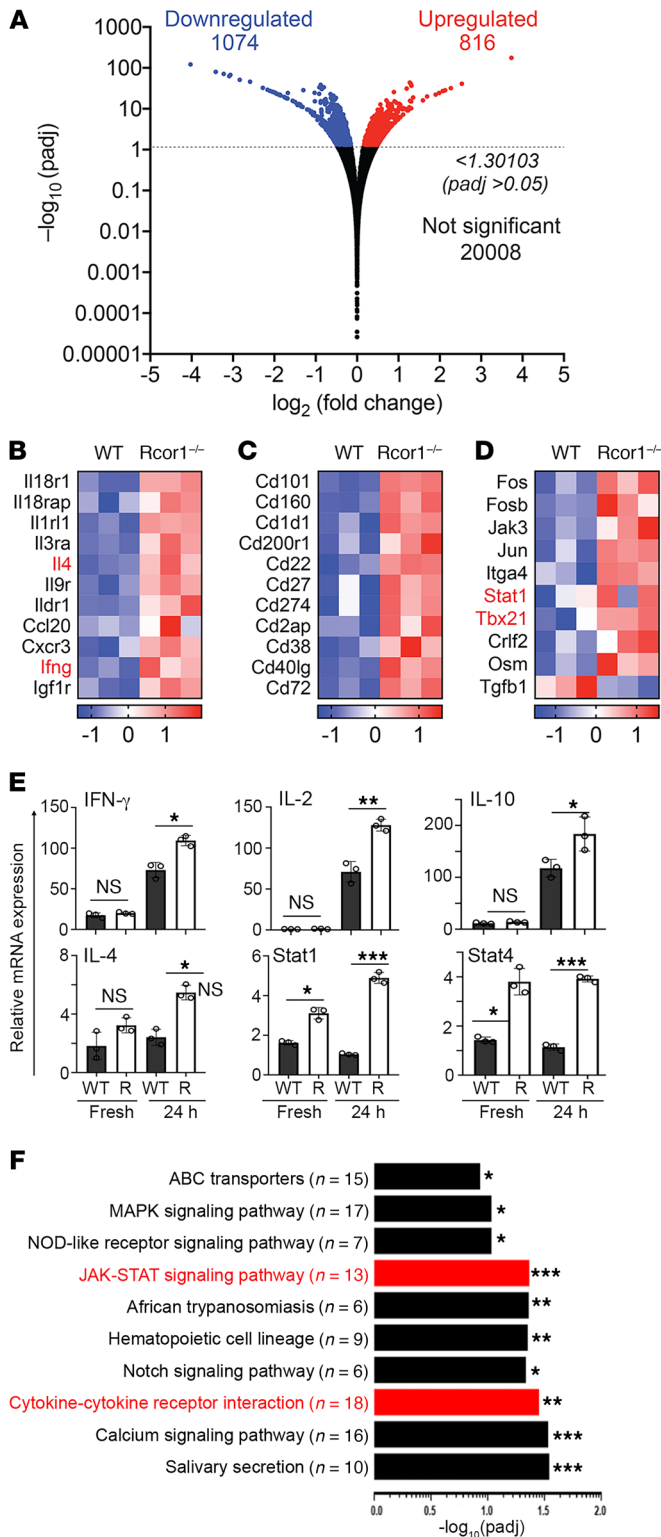 A
Downregulated
1074
Upregulated
816
1000
100
10
1
0.1
0.01
0.001
0.0001
0.00001
–log10 (padj)
<1.30103
(padj >0.05)
Not significant
20008
-5 -4 -3 -2 -1 0 1 2 3 4 5
log2 (fold change)
B
WT Rcor1–/–
Il18r1
Il18rap
Il1rl1
Il3ra
Il4
Il9r
Ildr1
Ccl20
Cxcr3
Ifng
Igf1r
-1 0 1
C
WT Rcor1–/–
Cd101
Cd160
Cd1d1
Cd200r1
Cd22
Cd27
Cd274
Cd2ap
Cd38
Cd40lg
Cd72
-1 0 1
D
WT Rcor1–/–
Fos
Fosb
Jak3
Jun
Itga4
Stat1
Tbx21
Crlf2
Osm
Tgfb1
-1 0 1
E
Relative mRNA expression
IFN-γ
150
100
50
0
NS
*
IL-2
150
100
50
0
NS
**
IL-10
200
100
0
NS
*
IL-4
8
6
4
2
0
NS
*
NS
Stat1
6
4
2
0
*
***
Stat4
4
2
0
*
***
WT R WT R
Fresh 24 h
WT R WT R
Fresh 24 h
WT R WT R
Fresh 24 h
F
ABC transporters (n = 15) *
MAPK signaling pathway (n = 17) *
NOD-like receptor signaling pathway (n = 7) *
JAK-STAT signaling pathway (n = 13) ***
African trypanosomiasis (n = 6) **
Hematopoietic cell lineage (n = 9) **
Notch signaling pathway (n = 6) *
Cytokine-cytokine receptor interaction (n = 18) **
Calcium signaling pathway (n = 16) ***
Salivary secretion (n = 10) ***
0.0 0.5 1.0 1.5 2.0
-log10(padj)